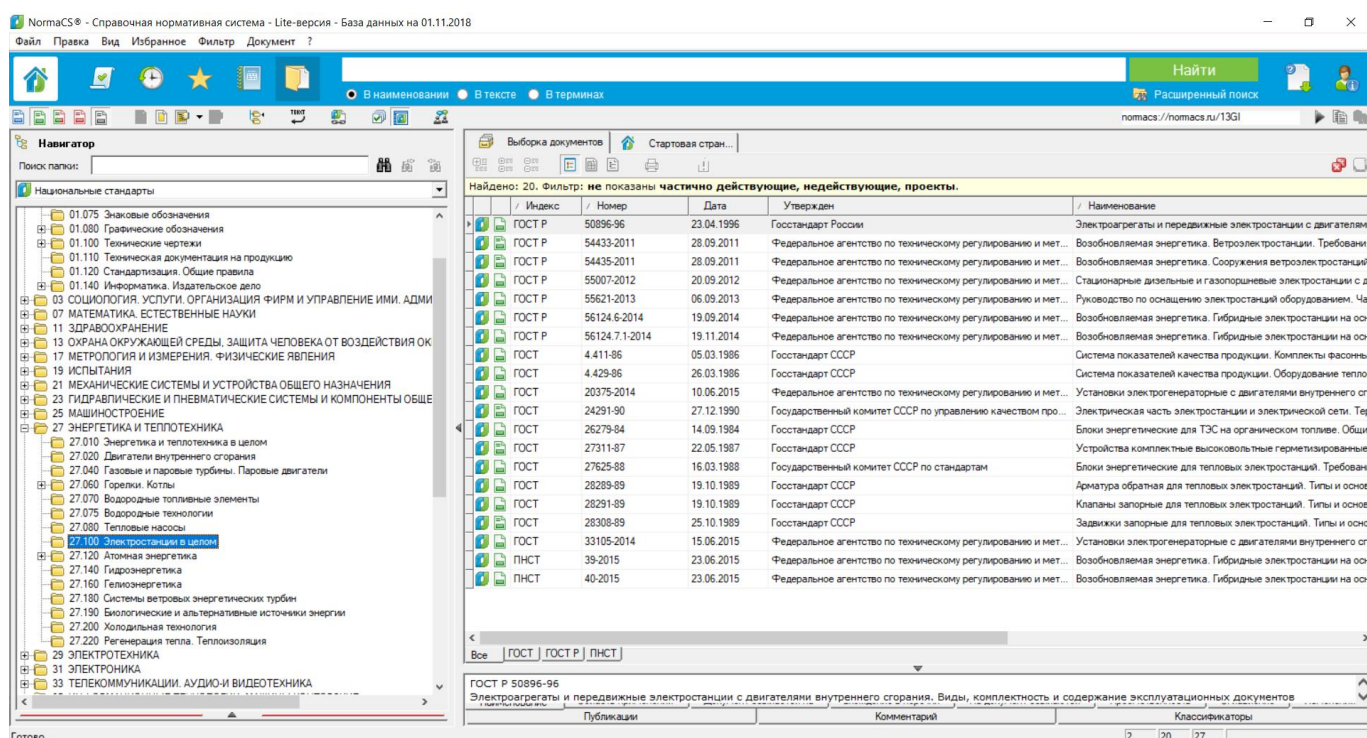 NormaCS® - Справочная нормативная система - Lite-версия - База данных на 01.11.2018
Файл Правка Вид Избранное Фильтр Документ ?
Найти
В наименовании В тексте В терминах Расширенный поиск
ТЕКСТ normacs://normacs.ru/13GI
Навигатор
Поиск папки:
Национальные стандарты
01.075 Знаковые обозначения
01.080 Графические обозначения
01.100 Технические чертежи
01.110 Техническая документация на продукцию
01.120 Стандартизация. Общие правила
01.140 Информатика. Издательское дело
03 СОЦИОЛОГИЯ. УСЛУГИ. ОРГАНИЗАЦИЯ ФИРМ И УПРАВЛЕНИЕ ИМИ. АДМИ
07 МАТЕМАТИКА. ЕСТЕСТВЕННЫЕ НАУКИ
11 ЗДРАВООХРАНЕНИЕ
13 ОХРАНА ОКРУЖАЮЩЕЙ СРЕДЫ, ЗАЩИТА ЧЕЛОВЕКА ОТ ВОЗДЕЙСТВИЯ ОК
17 МЕТРОЛОГИЯ И ИЗМЕРЕНИЯ. ФИЗИЧЕСКИЕ ЯВЛЕНИЯ
19 ИСПЫТАНИЯ
21 МЕХАНИЧЕСКИЕ СИСТЕМЫ И УСТРОЙСТВА ОБЩЕГО НАЗНАЧЕНИЯ
23 ГИДРАВЛИЧЕСКИЕ И ПНЕВМАТИЧЕСКИЕ СИСТЕМЫ И КОМПОНЕНТЫ ОБЩЕ
25 МАШИНОСТРОЕНИЕ
27 ЭНЕРГЕТИКА И ТЕПЛОТЕХНИКА
27.010 Энергетика и теплотехника в целом
27.020 Двигатели внутреннего сгорания
27.040 Газовые и паровые турбины. Паровые двигатели
27.060 Горелки. Котлы
27.070 Водородные топливные элементы
27.075 Водородные технологии
27.080 Тепловые насосы
27.100 Электростанции в целом
27.120 Атомная энергетика
27.140 Гидроэнергетика
27.160 Гелиоэнергетика
27.180 Системы ветровых энергетических турбин
27.190 Биологические и альтернативные источники энергии
27.200 Холодильная технология
27.220 Регенерация тепла. Теплоизоляция
29 ЭЛЕКТРОТЕХНИКА
31 ЭЛЕКТРОНИКА
33 ТЕЛЕКОММУНИКАЦИИ. АУДИО-И ВИДЕОТЕХНИКА
Выборка документов Стартовая стран...
Найдено: 20. Фильтр: не показаны частично действующие, недействующие, проекты.
Индекс Номер Дата Утвержден Наименование
ГОСТ Р 50896-96 23.04.1996 Госстандарт России Электроагрегаты и передвижные электростанции с двигателям
ГОСТ Р 54433-2011 28.09.2011 Федеральное агентство по техническому регулированию и мет... Возобновляемая энергетика. Ветроэлектростанции. Требовани
ГОСТ Р 54435-2011 28.09.2011 Федеральное агентство по техническому регулированию и мет... Возобновляемая энергетика. Сооружения ветроэлектростанций
ГОСТ Р 55007-2012 20.09.2012 Федеральное агентство по техническому регулированию и мет... Стационарные дизельные и газопоршневые электростанции с д
ГОСТ Р 55621-2013 06.09.2013 Федеральное агентство по техническому регулированию и мет... Руководство по оснащению электростанций оборудованием. Ча
ГОСТ Р 56124.6-2014 19.09.2014 Федеральное агентство по техническому регулированию и мет... Возобновляемая энергетика. Гибридные электростанции на осн
ГОСТ Р 56124.7.1-2014 19.11.2014 Федеральное агентство по техническому регулированию и мет... Возобновляемая энергетика. Гибридные электростанции на осн
ГОСТ 4.411-86 05.03.1986 Госстандарт СССР Система показателей качества продукции. Комплекты фасонны
ГОСТ 4.429-86 26.03.1986 Госстандарт СССР Система показателей качества продукции. Оборудование тепло
ГОСТ 20375-2014 10.06.2015 Федеральное агентство по техническому регулированию и мет... Установки электрогенераторные с двигателями внутреннего сг
ГОСТ 24291-90 27.12.1990 Государственный комитет СССР по управлению качеством про... Электрическая часть электростанции и электрической сети. Тер
ГОСТ 26279-84 14.09.1984 Госстандарт СССР Блоки энергетические для ТЭС на органическом топливе. Общи
ГОСТ 27311-87 22.05.1987 Госстандарт СССР Устройства комплектные высоковольтные герметизированные
ГОСТ 27625-88 16.03.1988 Государственный комитет СССР по стандартам Блоки энергетические для тепловых электростанций. Требован
ГОСТ 28289-89 19.10.1989 Госстандарт СССР Арматура обратная для тепловых электростанций. Типы и основ
ГОСТ 28291-89 19.10.1989 Госстандарт СССР Клапаны запорные для тепловых электростанций. Типы и осно
ГОСТ 28308-89 25.10.1989 Госстандарт СССР Задвижки запорные для тепловых электростанций. Типы и осн
ГОСТ 33105-2014 15.06.2015 Федеральное агентство по техническому регулированию и мет... Установки электрогенераторные с двигателями внутреннего сг
ПНСТ 39-2015 23.06.2015 Федеральное агентство по техническому регулированию и мет... Возобновляемая энергетика. Гибридные электростанции на осн
ПНСТ 40-2015 23.06.2015 Федеральное агентство по техническому регулированию и мет... Возобновляемая энергетика. Гибридные электростанции на осн
Все ГОСТ ГОСТ Р ПНСТ
ГОСТ Р 50896-96
Электроагрегаты и передвижные электростанции с двигателями внутреннего сгорания. Виды, комплектность и содержание эксплуатационных документов
Публикации Комментарий Классификаторы
Готово 2 20 27